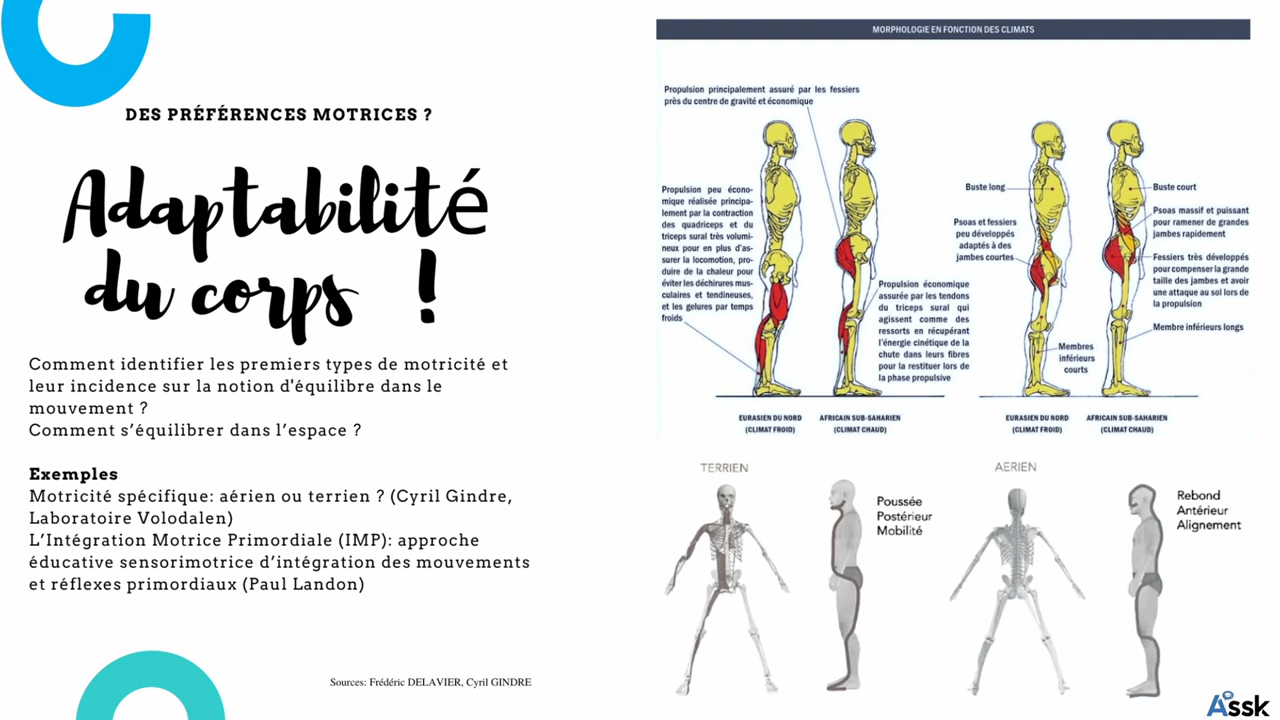 DES PRÉFÉRENCES MOTRICES ?
Adaptabilité
du corps !
Comment identifier les premiers types de motricité et
leur incidence sur la notion d'équilibre dans le
mouvement ?
Comment s’équilibrer dans l’espace ?
Exemples
Motricité spécifique: aérien ou terrien ? (Cyril Gindre,
Laboratoire Volodalen)
L’Intégration Motrice Primordiale (IMP): approche
éducative sensorimotrice d’intégration des mouvements
et réflexes primordiaux (Paul Landon)
Sources: Frédéric DELAVIER, Cyril GINDRE
MORPHOLOGIE EN FONCTION DES CLIMATS
Propulsion principalement assuré par les fessiers
près du centre de gravité et économique
Propulsion peu écono-
mique réalisée principa-
lement par la contraction
des quadriceps et du
triceps sural très volumi-
neux pour en plus d'as-
surer la locomotion, pro-
duire de la chaleur pour
éviter les déchirures mus-
culaires et tendineuses,
et les gelures par temps
froids
Propulsion économique
assurée par les tendons
du triceps sural qui
agissent comme des
ressorts en récupérant
l'énergie cinétique de la
chute dans leurs fibres
pour la restituer lors de
la phase propulsive
EURASIEN DU NORD
(CLIMAT FROID)
AFRICAIN SUB-SAHARIEN
(CLIMAT CHAUD)
Buste long
Psoas et fessiers
peu développés
adaptés à des
jambes courtes
Membres
inférieurs
courts
Buste court
Psoas massif et puissant
pour ramener de grandes
jambes rapidement
Fessiers très développés
pour compenser la grande
taille des jambes et avoir
une attaque au sol lors de
la propulsion
Membre inférieurs longs
EURASIEN DU NORD
(CLIMAT FROID)
AFRICAIN SUB-SAHARIEN
(CLIMAT CHAUD)
TERRIEN
Poussée
Postérieur
Mobilité
AERIEN
Rebond
Antérieur
Alignement
Assk